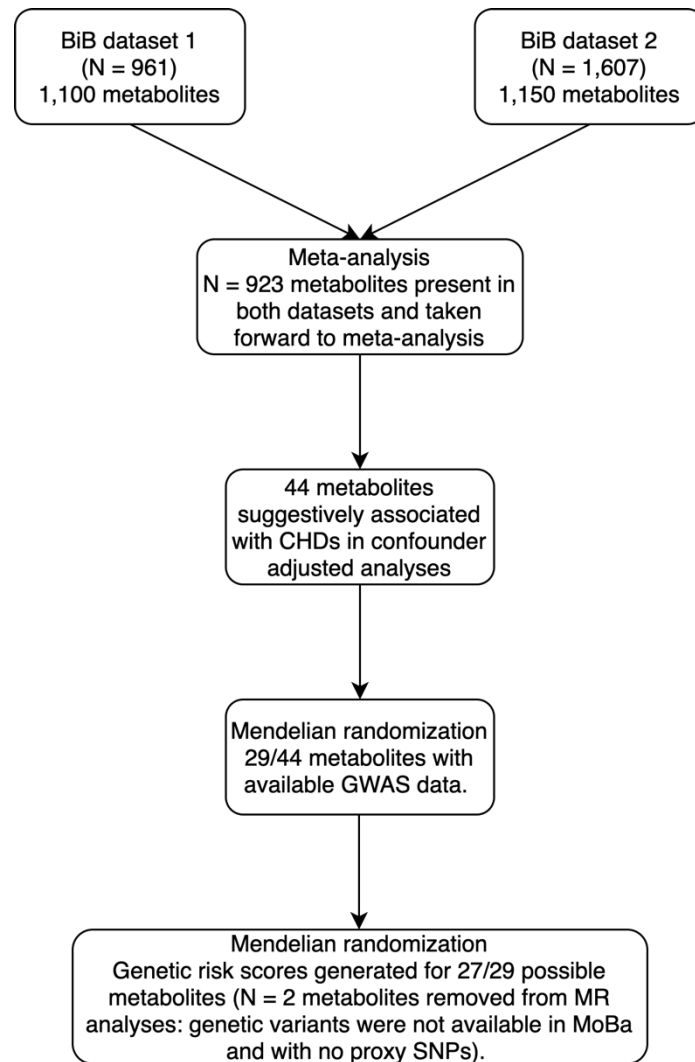 BiB dataset 1
(N = 961)
1,100 metabolites
BiB dataset 2
(N = 1,607)
1,150 metabolites
Meta-analysis
N = 923 metabolites present in
both datasets and taken
forward to meta-analysis
44 metabolites
suggestively associated
with CHDs in confounder
adjusted analyses
Mendelian randomization
29/44 metabolites with
available GWAS data.
Mendelian randomization
Genetic risk scores generated for 27/29 possible
metabolites (N = 2 metabolites removed from MR
analyses: genetic variants were not available in MoBa
and with no proxy SNPs).